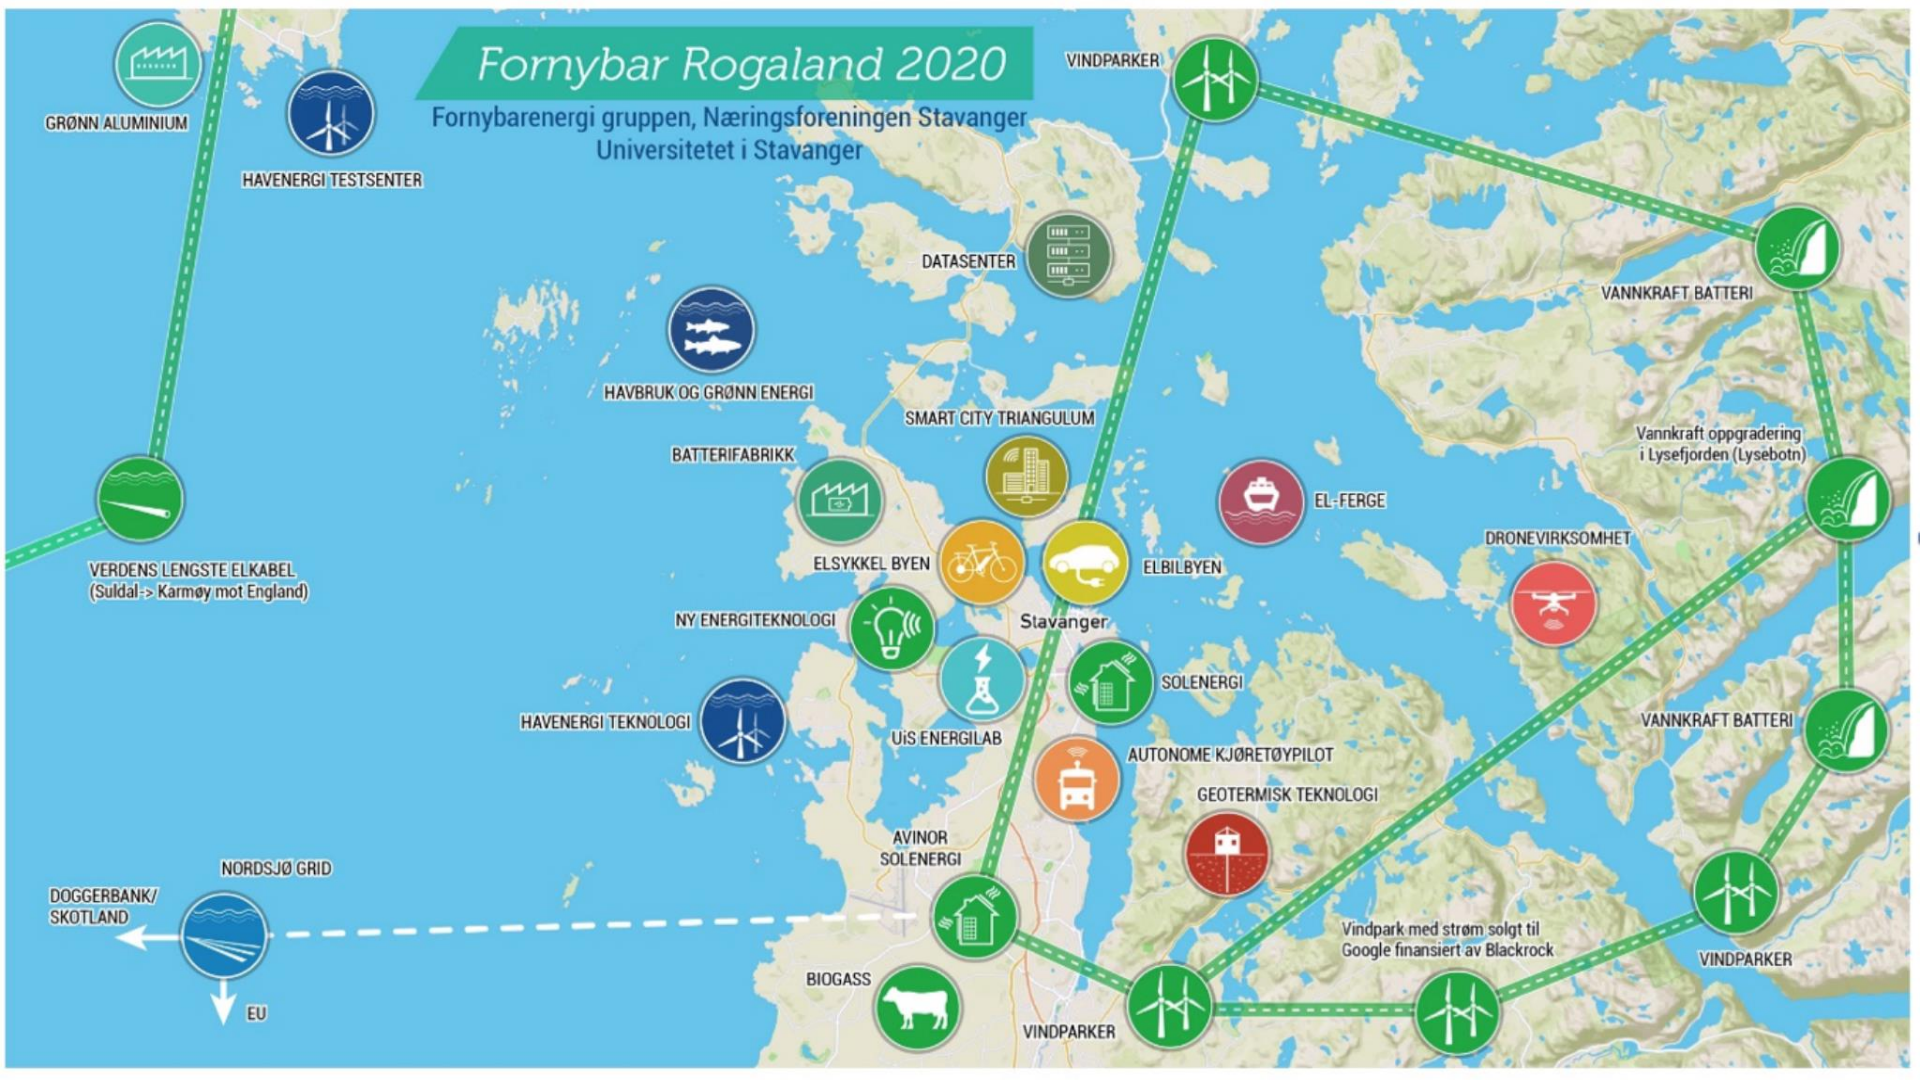 Fornybar Rogaland 2020
Fornybarenergi gruppen, Næringsforeningen Stavanger
Universitetet i Stavanger
VINDPARKER
GRØNN ALUMINIUM
HAVENERGI TESTSENTER
DATASENTER
VANNKRAFT BATTERI
HAVBRUK OG GRØNN ENERGI
SMART CITY TRIANGULUM
BATTERIFABRIKK
Vannkraft oppgradering
i Lysefjorden (Lysebotn)
EL-FERGE
DRONEVIRKSOMHET
VERDENS LENGSTE ELKABEL
(Suldal-> Karmøy mot England)
ELSYKKEL BYEN
ELBILBYEN
NY ENERGITEKNOLOGI
Stavanger
SOLENERGI
HAVENERGI TEKNOLOGI
UiS ENERGILAB
VANNKRAFT BATTERI
AUTONOME KJØRETØYPILOT
GEOTERMISK TEKNOLOGI
AVINOR
SOLENERGI
NORDSJØ GRID
DOGGERBANK/
SKOTLAND
Vindpark med strøm solgt til
Google finansiert av Blackrock
VINDPARKER
BIOGASS
EU
VINDPARKER